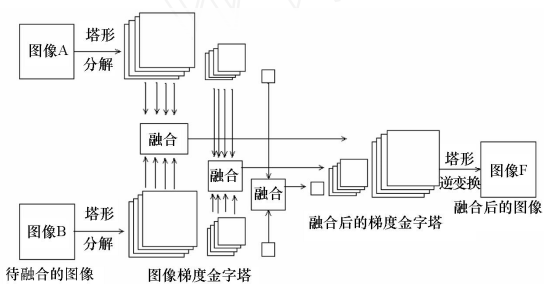 图像A
塔形
分解
融合
融合
融合
图像B
塔形
分解
待融合的图像
图像梯度金字塔
融合后的梯度金字塔
塔形
逆变换
图像F
融合后的图像